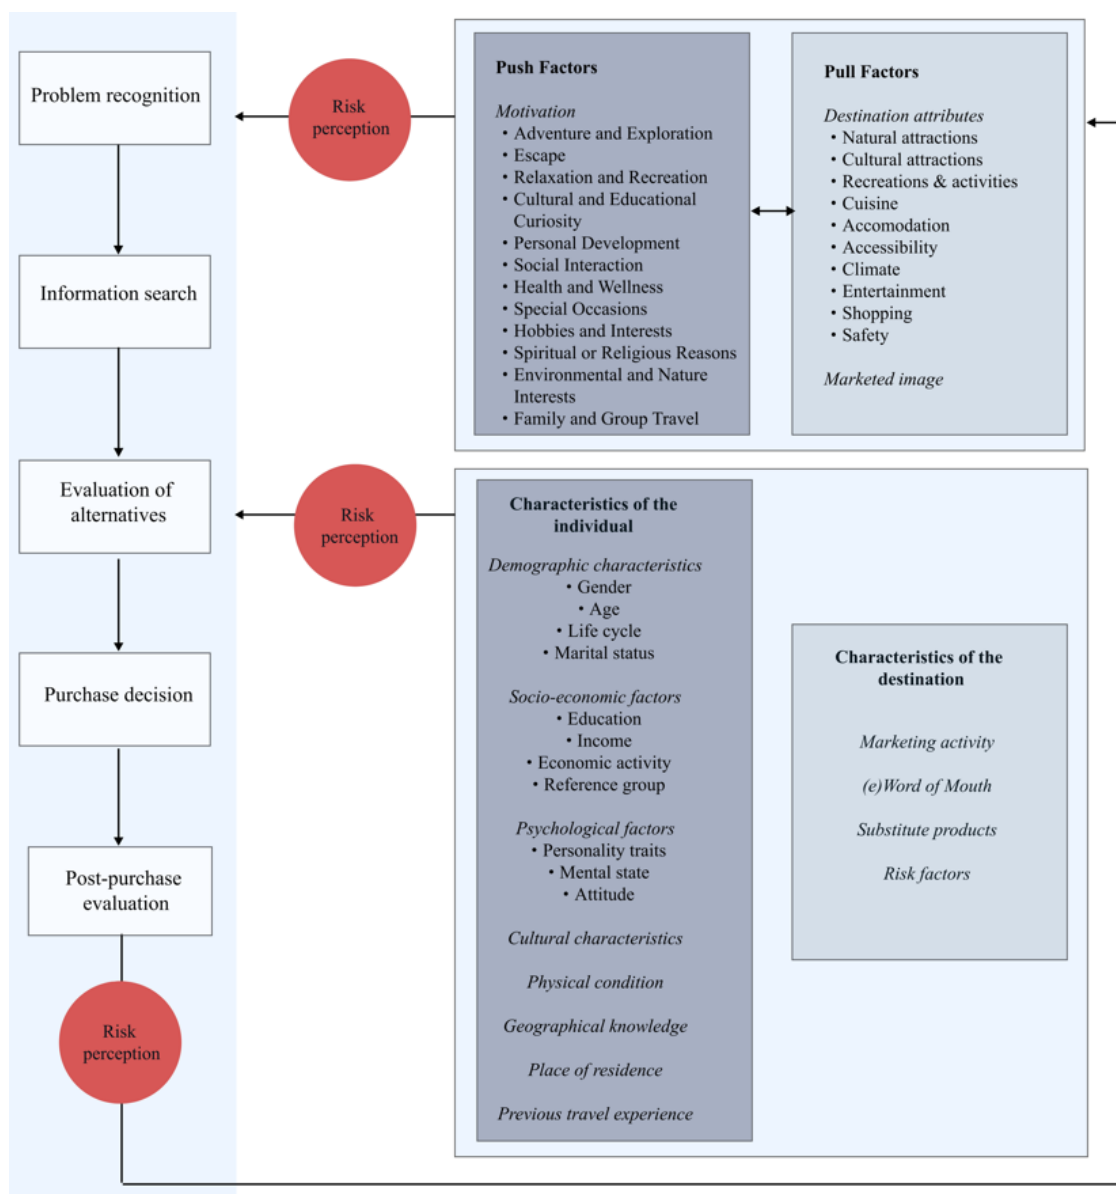 Problem recognition
Information search
Evaluation of
alternatives
Purchase decision
Post-purchase
evaluation
Risk
perception
Risk
perception
Push Factors
Motivation
• Adventure and Exploration
• Escape
• Relaxation and Recreation
• Cultural and Educational
Curiosity
• Personal Development
• Social Interaction
• Health and Wellness
• Special Occasions
• Hobbies and Interests
• Spiritual or Religious Reasons
• Environmental and Nature
Interests
• Family and Group Travel
Pull Factors
Destination attributes
• Natural attractions
• Cultural attractions
• Recreations & activities
• Cuisine
• Accomodation
• Accessibility
• Climate
• Entertainment
• Shopping
• Safety
Marketed image
Risk
perception
Characteristics of the
individual
Demographic characteristics
• Gender
• Age
• Life cycle
• Marital status
Socio-economic factors
• Education
• Income
• Economic activity
• Reference group
Psychological factors
• Personality traits
• Mental state
• Attitude
Cultural characteristics
Physical condition
Geographical knowledge
Place of residence
Previous travel experience
Characteristics of the
destination
Marketing activity
(e)Word of Mouth
Substitute products
Risk factors